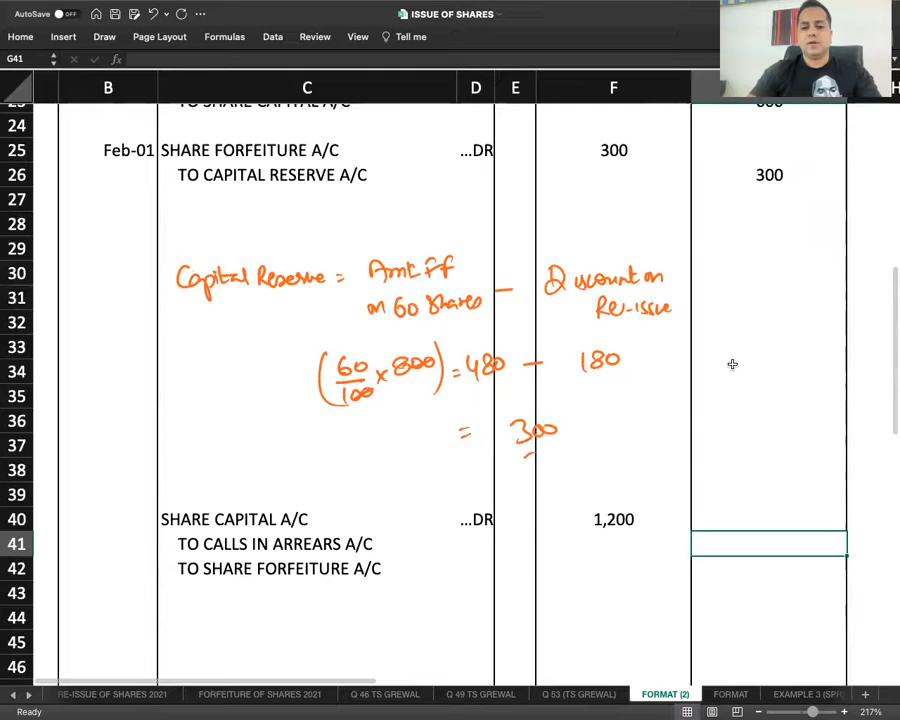 AutoSave OFF
ISSUE OF SHARES
Home Insert Draw Page Layout Formulas Data Review View Tell me
G41 fx
B C D E F H
24
25 Feb-01 SHARE FORFEITURE A/C ...DR 300
26 TO CAPITAL RESERVE A/C 300
27
28
29
30 Capital Reserve = Amt ff Discount on
31 on 60 Shares — Re-issue
32
33
34 (60/100 × 800) = 480 — 180
35
36 = 300
37
38
39
40 SHARE CAPITAL A/C ...DR 1,200
41 TO CALLS IN ARREARS A/C
42 TO SHARE FORFEITURE A/C
43
44
45
46
RE-ISSUE OF SHARES 2021 FORFEITURE OF SHARES 2021 Q 46 TS GREWAL Q 49 TS GREWAL Q 53 (TS GREWAL) FORMAT (2) FORMAT EXAMPLE 3 (SPR +
Ready 217%